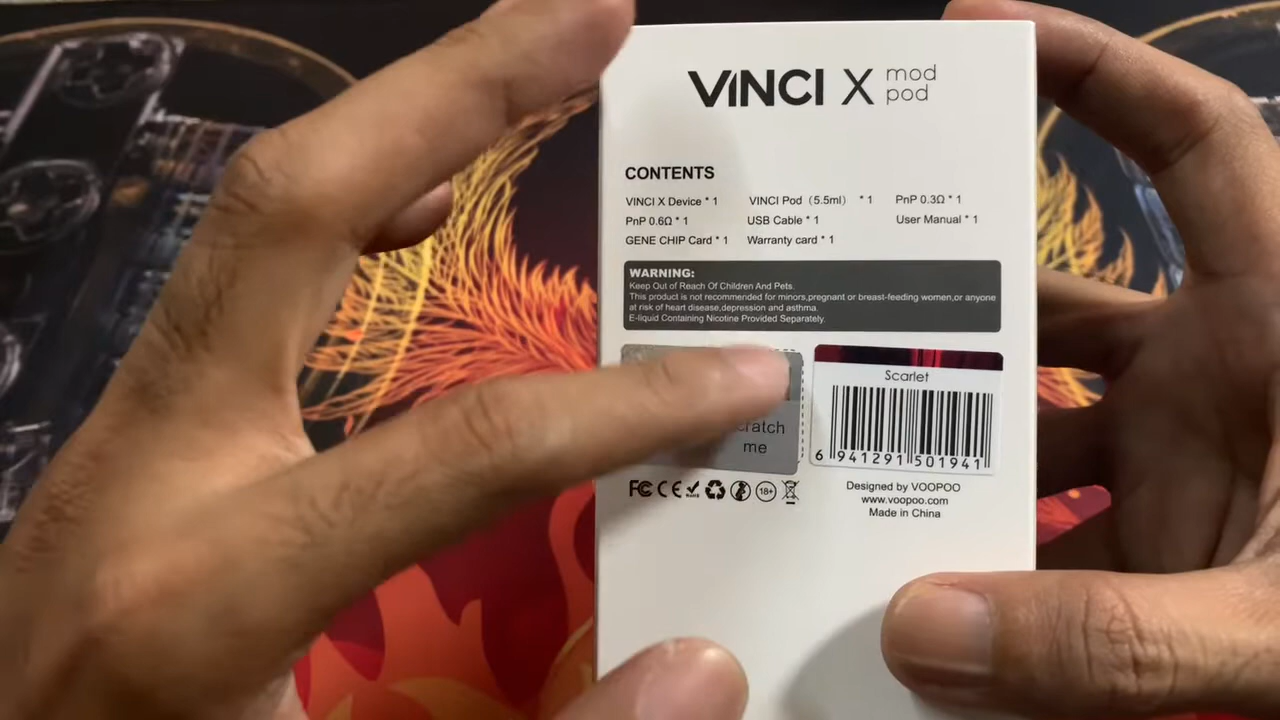 VINCI X mod pod
CONTENTS
VINCI X Device * 1 VINCI Pod（5.5ml） * 1 PnP 0.3Ω * 1
PnP 0.6Ω * 1 USB Cable * 1 User Manual * 1
GENE CHIP Card * 1 Warranty card * 1
WARNING:
Keep Out of Reach Of Children And Pets.
This product is not recommended for minors,pregnant or breast-feeding women,or anyone
at risk of heart disease,depression and asthma.
E-liquid Containing Nicotine Provided Separately.
me
Scarlet
6 941291 501941
FC CE 18+
Designed by VOOPOO
www.voopoo.com
Made in China